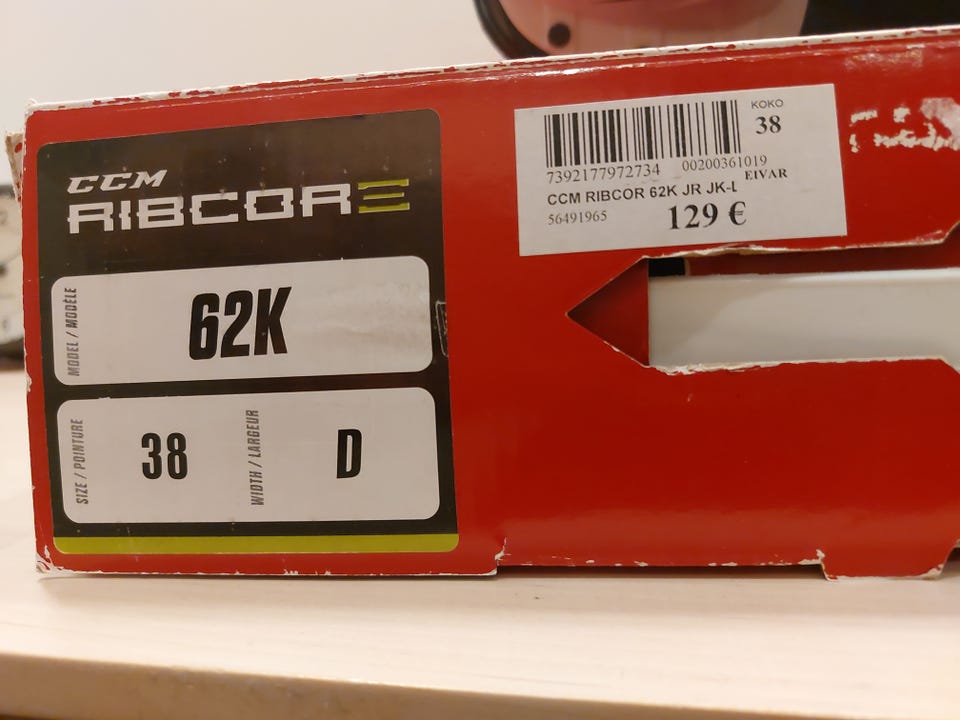 CCM
RIBCOR
MODEL / MODÈLE
62K
SIZE / POINTURE
38
WIDTH / LARGEUR
D
KOKO
38
7392177972734
00200361019
EIVAR
CCM RIBCOR 62K JR JK-L
56491965
129 €